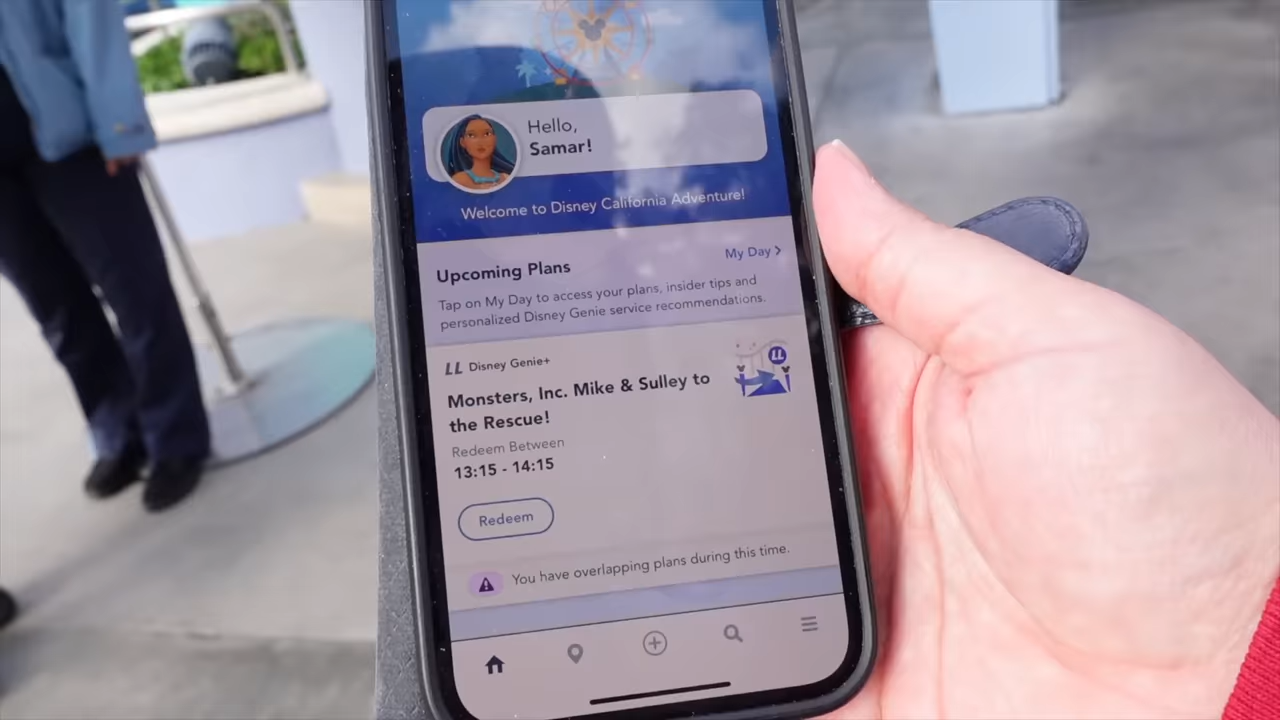 Hello,
Samar!
Welcome to Disney California Adventure!
Upcoming Plans
My Day >
Tap on My Day to access your plans, insider tips and
personalized Disney Genie service recommendations.
LL Disney Genie+
LL
Monsters, Inc. Mike & Sulley to
the Rescue!
Redeem Between
13:15 - 14:15
Redeem
You have overlapping plans during this time.